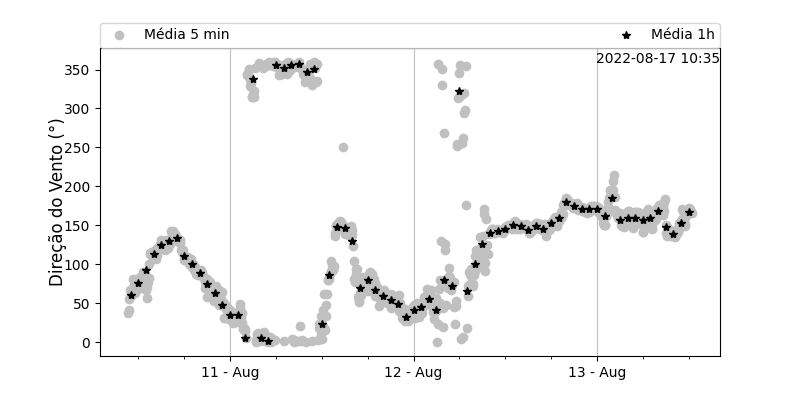 Média 5 min
Média 1h
2022-08-17 10:35
Direção do Vento (°)
350
300
250
200
150
100
50
0
11 - Aug
12 - Aug
13 - Aug